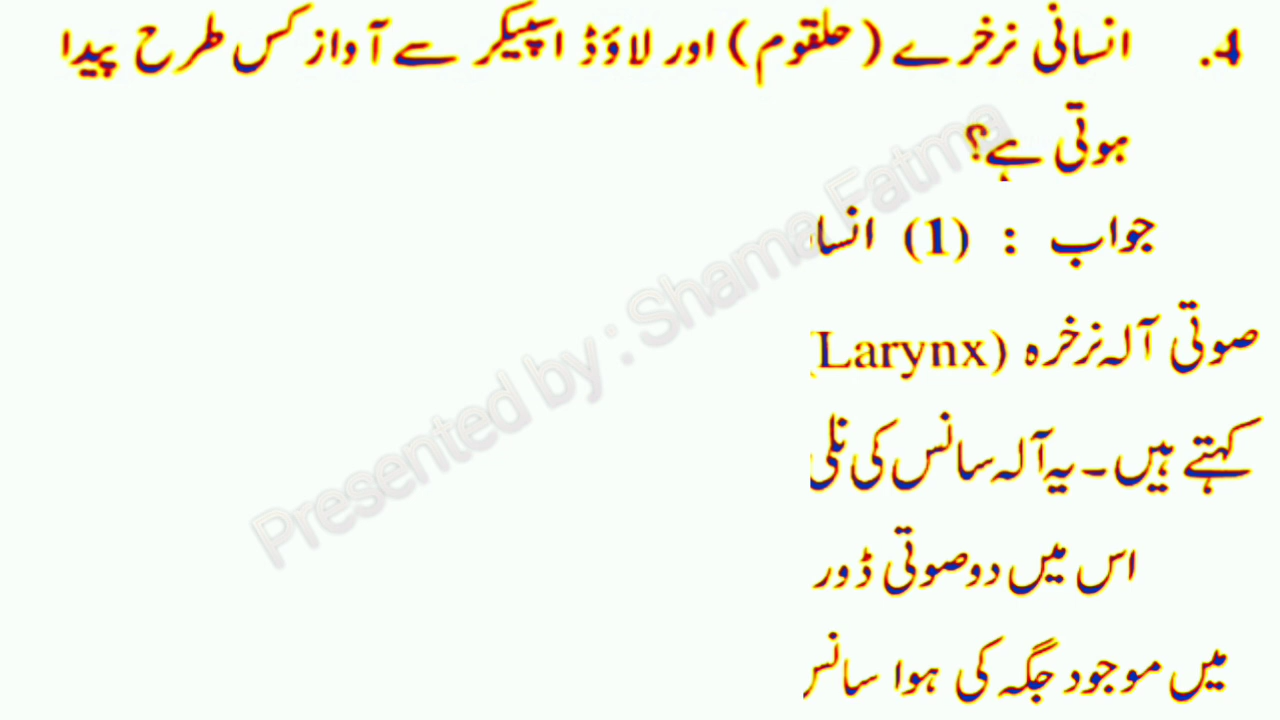 4. انسانی نرخرے (حلقوم) اور لاؤڈ اسپیکر سے آواز کس طرح پیدا
ہوتی ہے؟
جواب : (1) انسا
صوتی آلہ نرخرہ (Larynx)
کہتے ہیں۔ یہ آلہ سانس کی نلی
اس میں دو صوتی ڈور
میں موجود جگہ کی ہوا سانس
Presented by : Shama Fatma